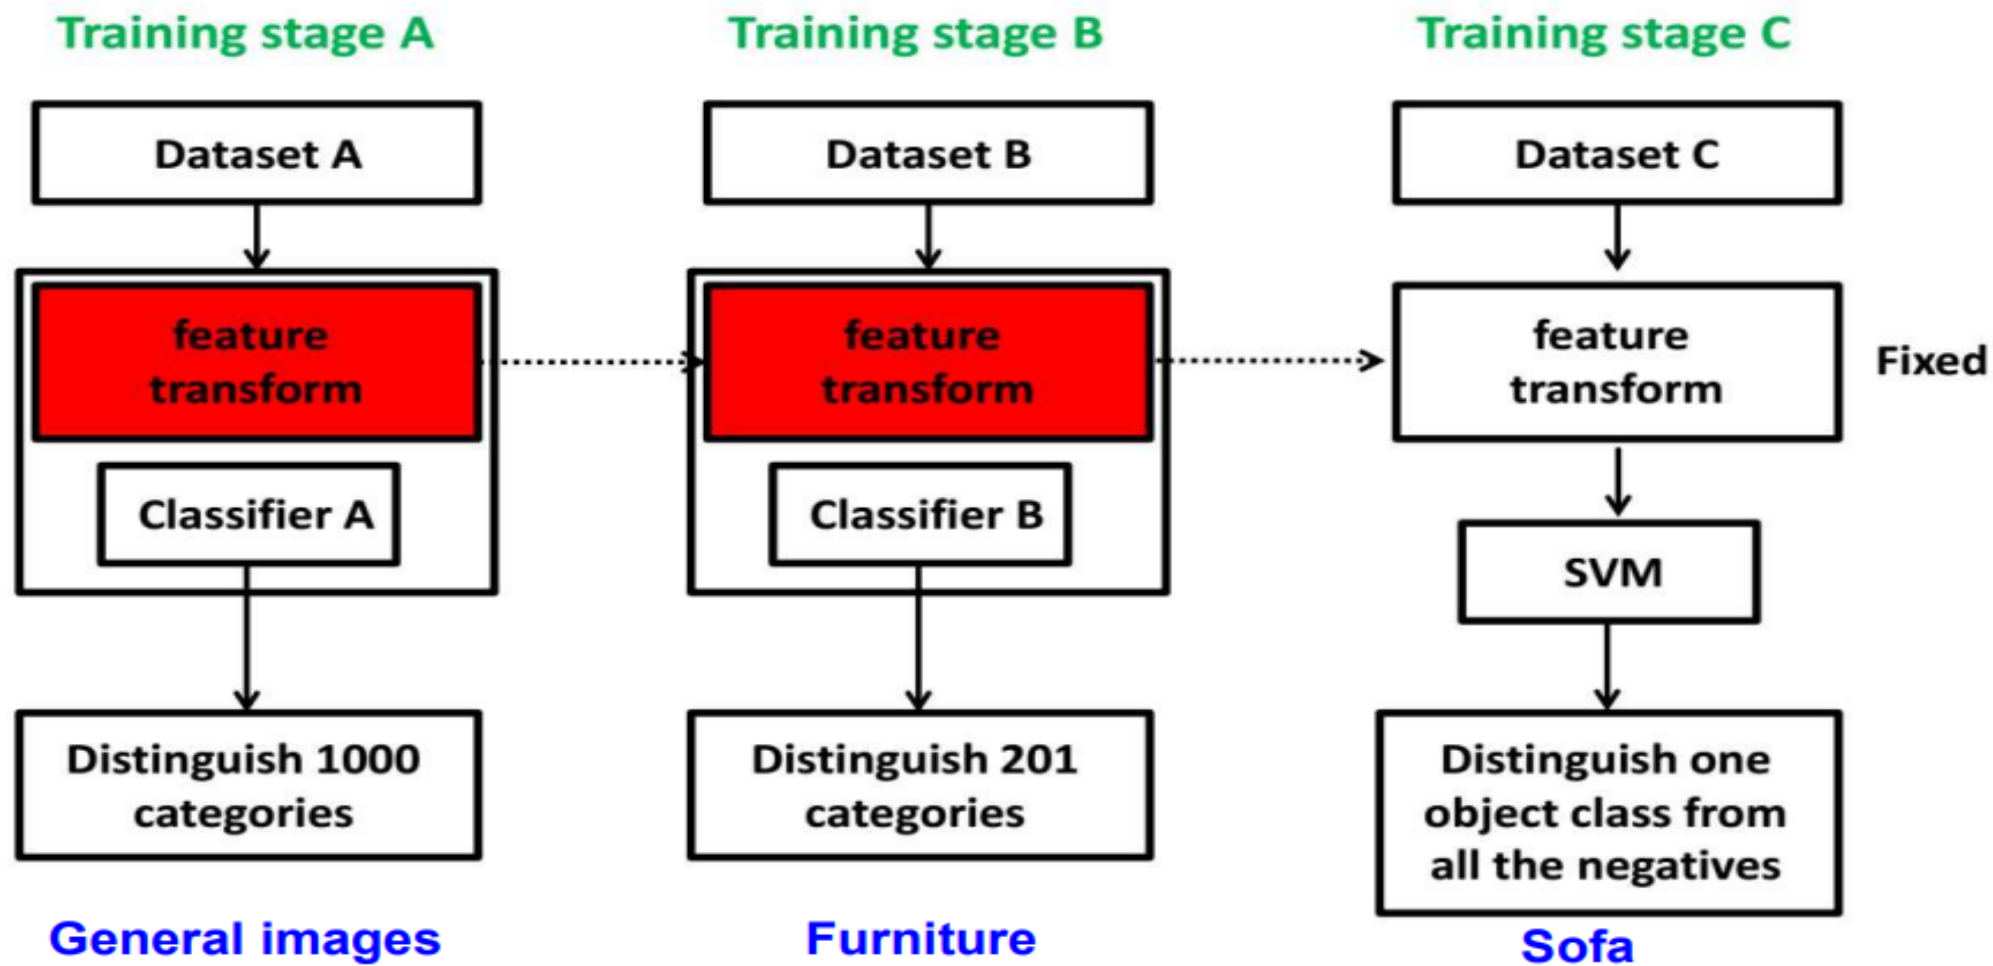 Training stage A
Training stage B
Training stage C
Dataset A
Dataset B
Dataset C
feature
transform
feature
transform
feature
transform
Fixed
Classifier A
Classifier B
SVM
Distinguish 1000
categories
Distinguish 201
categories
Distinguish one
object class from
all the negatives
General images
Furniture
Sofa